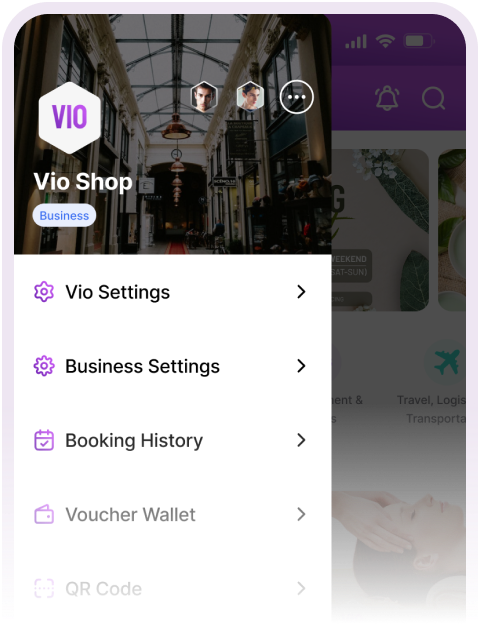 VIO
Vio Shop
Business
Vio Settings
Business Settings
Booking History
Voucher Wallet
QR Code
G
WEEKEND
(SAT-SUN)
ment &
s
Travel, Logis
Transporta